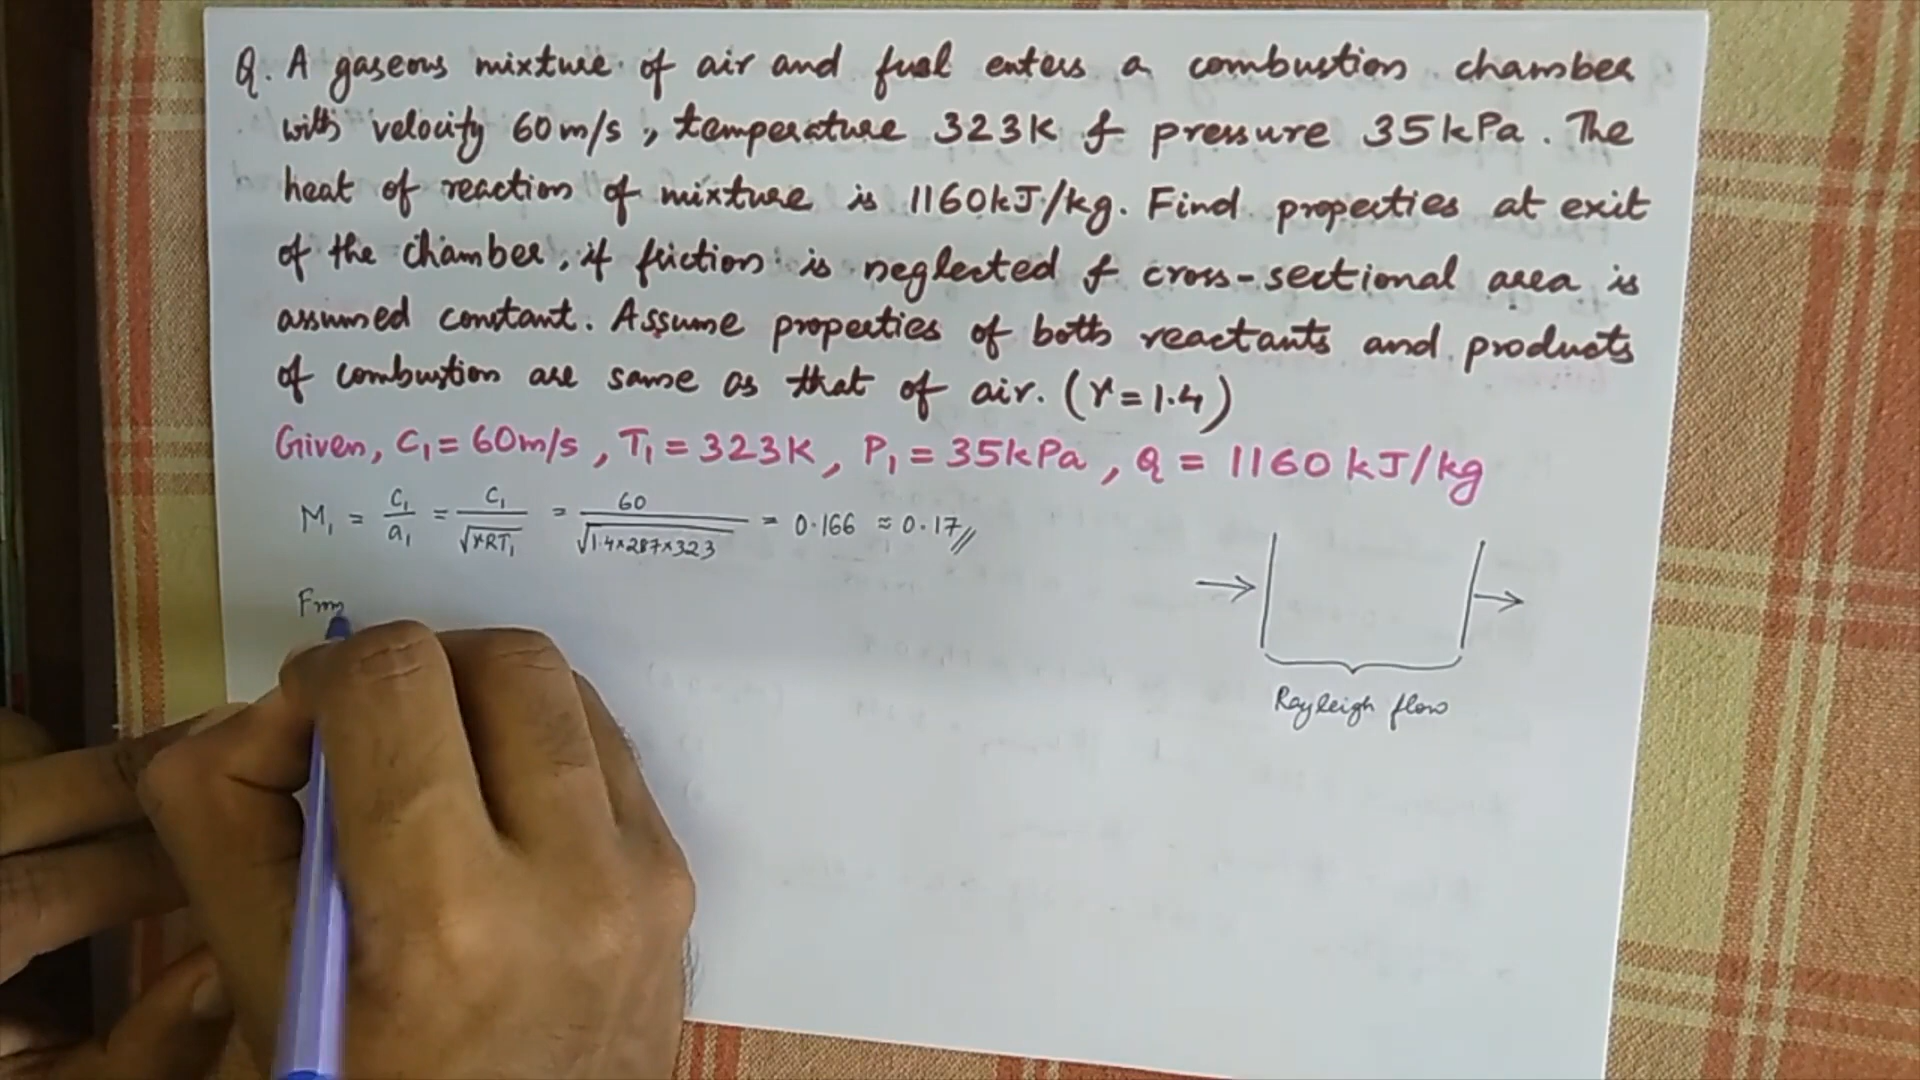 Q. A gaseous mixture of air and fuel enters a combustion chamber
with velocity 60m/s, temperature 323K & pressure 35kPa. The
heat of reaction of mixture is 1160kJ/kg. Find properties at exit
of the chamber, if friction is neglected & cross-sectional area is
assumed constant. Assume properties of both reactants and products
of combustion are same as that of air. (γ = 1.4)
Given, C₁ = 60m/s, T₁ = 323K, P₁ = 35kPa, Q = 1160 kJ/kg
M₁ = C₁/a₁ = C₁/√γRT₁ = 60/√1.4×287×323 = 0.166 ≈ 0.17//
From
Rayleigh flow